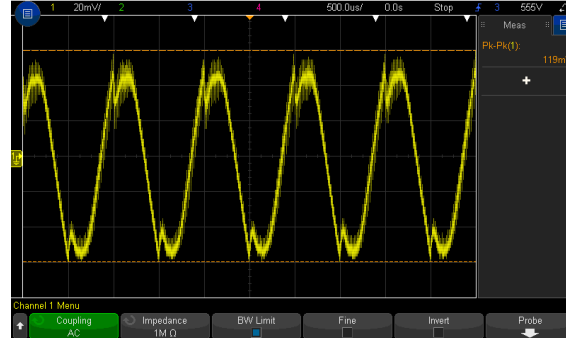 1 20mV/ 2 3 4 500.0us/ 0.0s Stop 3 555V
Meas
Pk-Pk(1):
119m
Channel 1 Menu
Coupling
AC
Impedance
1M Ω
BW Limit
Fine
Invert
Probe